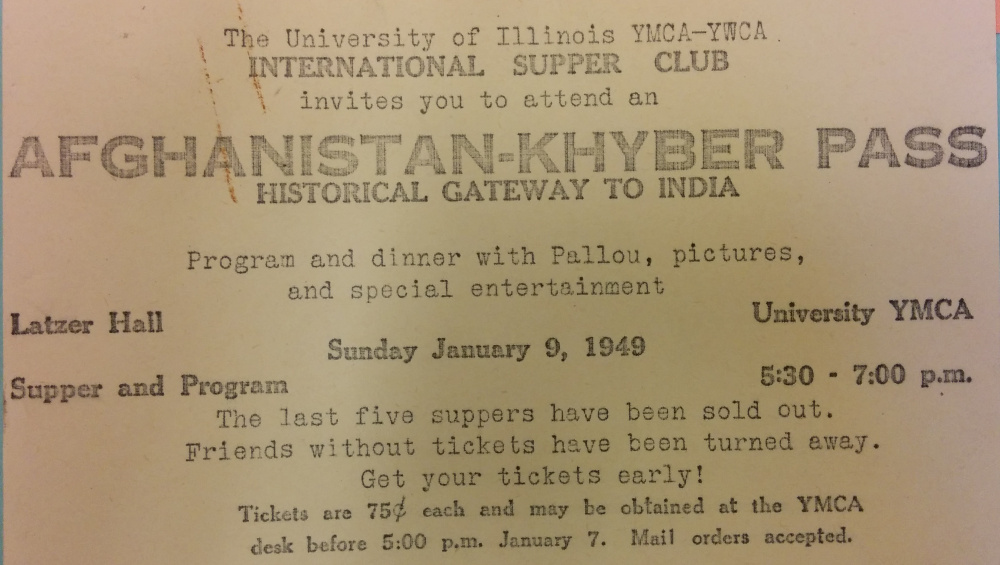 The University of Illinois YMCA-YWCA
INTERNATIONAL SUPPER CLUB
invites you to attend an
AFGHANISTAN-KHYBER PASS
HISTORICAL GATEWAY TO INDIA
Program and dinner with Pallou, pictures,
and special entertainment
Latzer Hall University YMCA
Sunday January 9, 1949
Supper and Program 5:30 - 7:00 p.m.
The last five suppers have been sold out.
Friends without tickets have been turned away.
Get your tickets early!
Tickets are 75¢ each and may be obtained at the YMCA
desk before 5:00 p.m. January 7. Mail orders accepted.